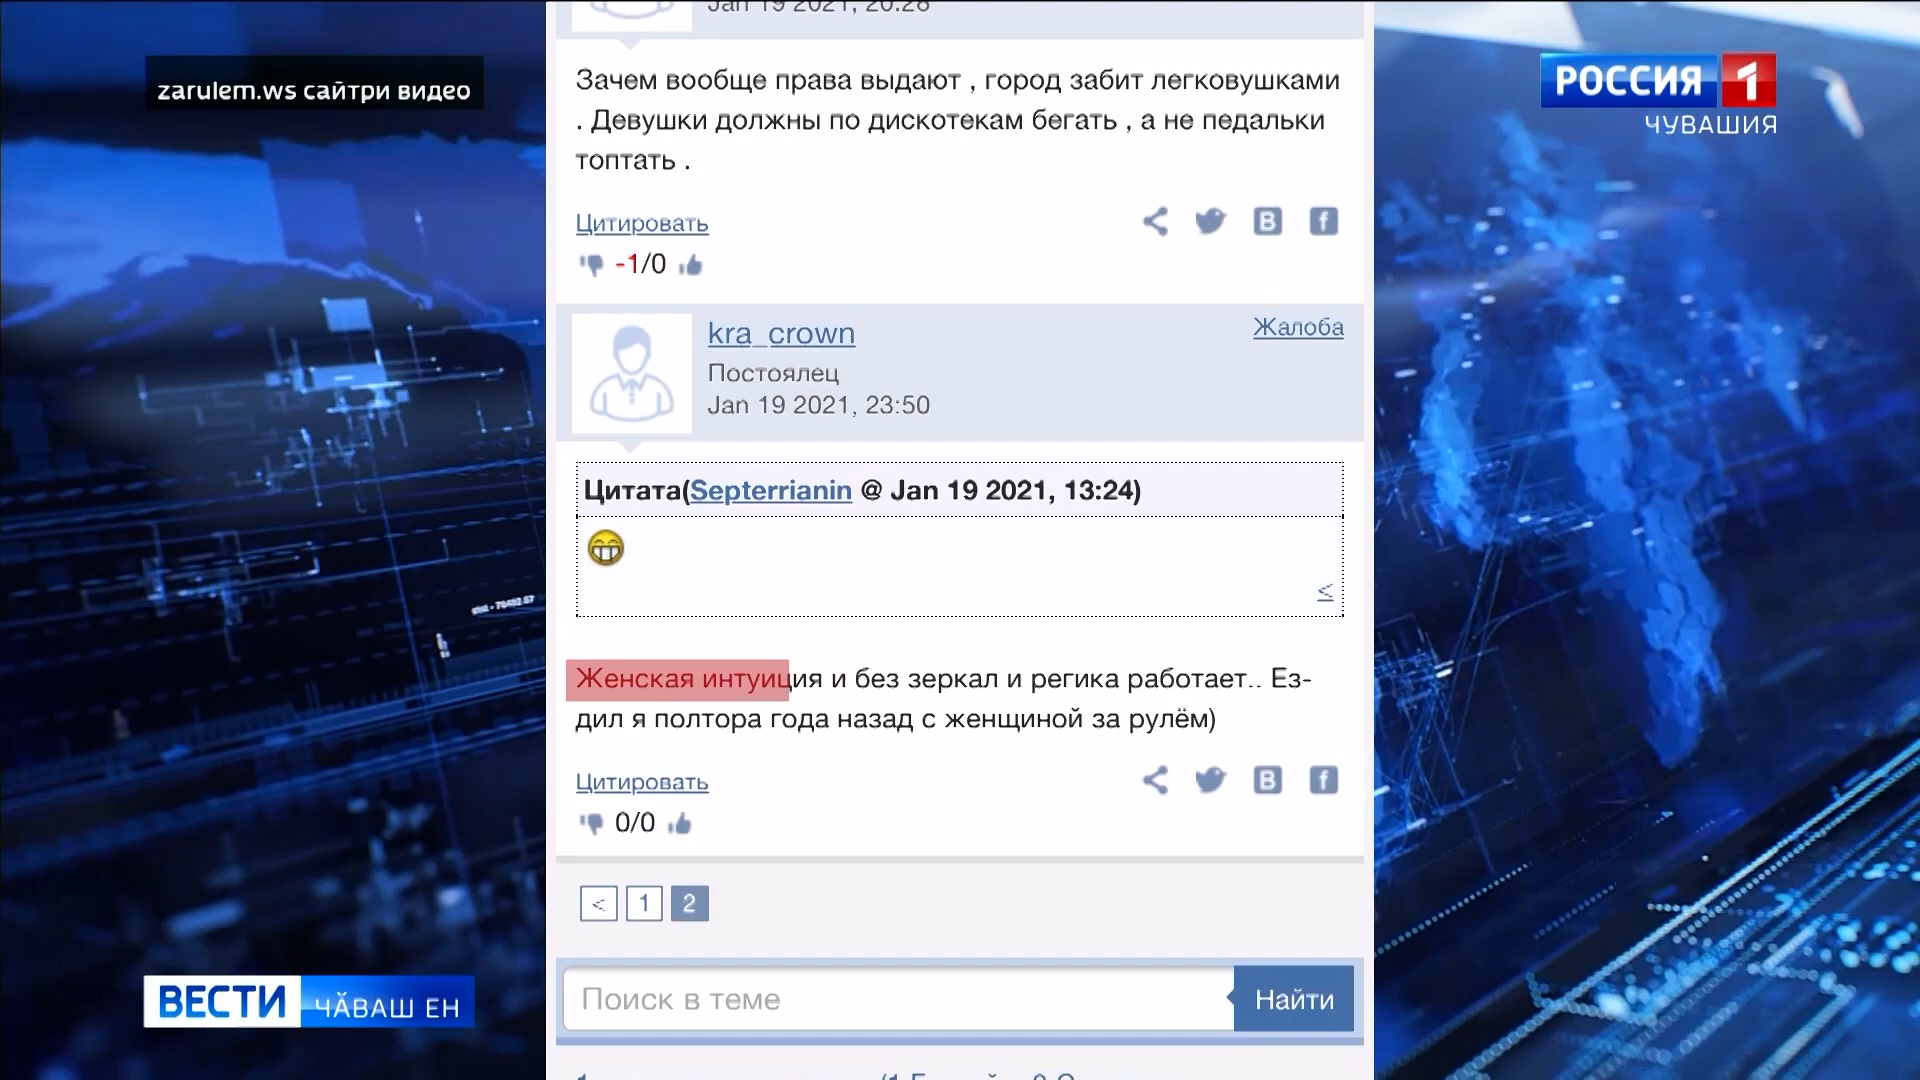 Jan 19 2021, 20:28
zarulem.ws сайтри видео
РОССИЯ 1
ЧУВАШИЯ
Зачем вообще права выдают , город забит легковушками
. Девушки должны по дискотекам бегать , а не педальки
топтать .
Цитировать
-1/0
kra_crown
Жалоба
Постоялец
Jan 19 2021, 23:50
Цитата(Septerrianin @ Jan 19 2021, 13:24)
<
Женская интуиция и без зеркал и регика работает.. Ез-
дил я полтора года назад с женщиной за рулём)
Цитировать
0/0
< 1 2
Поиск в теме
Найти
ВЕСТИ ЧӐВАШ ЕН